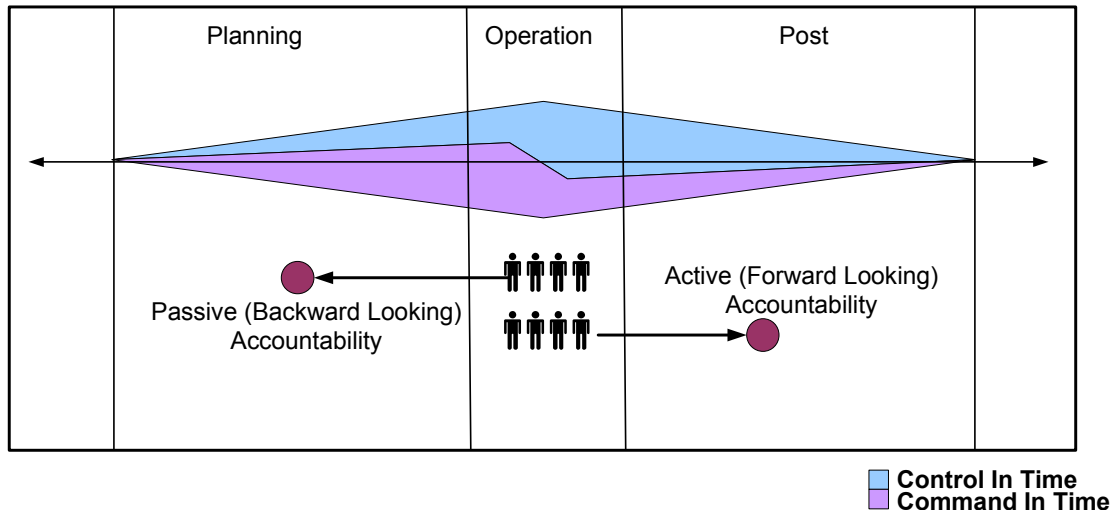 Planning
Operation
Post
Passive (Backward Looking)
Accountability
Active (Forward Looking)
Accountability
Control In Time
Command In Time